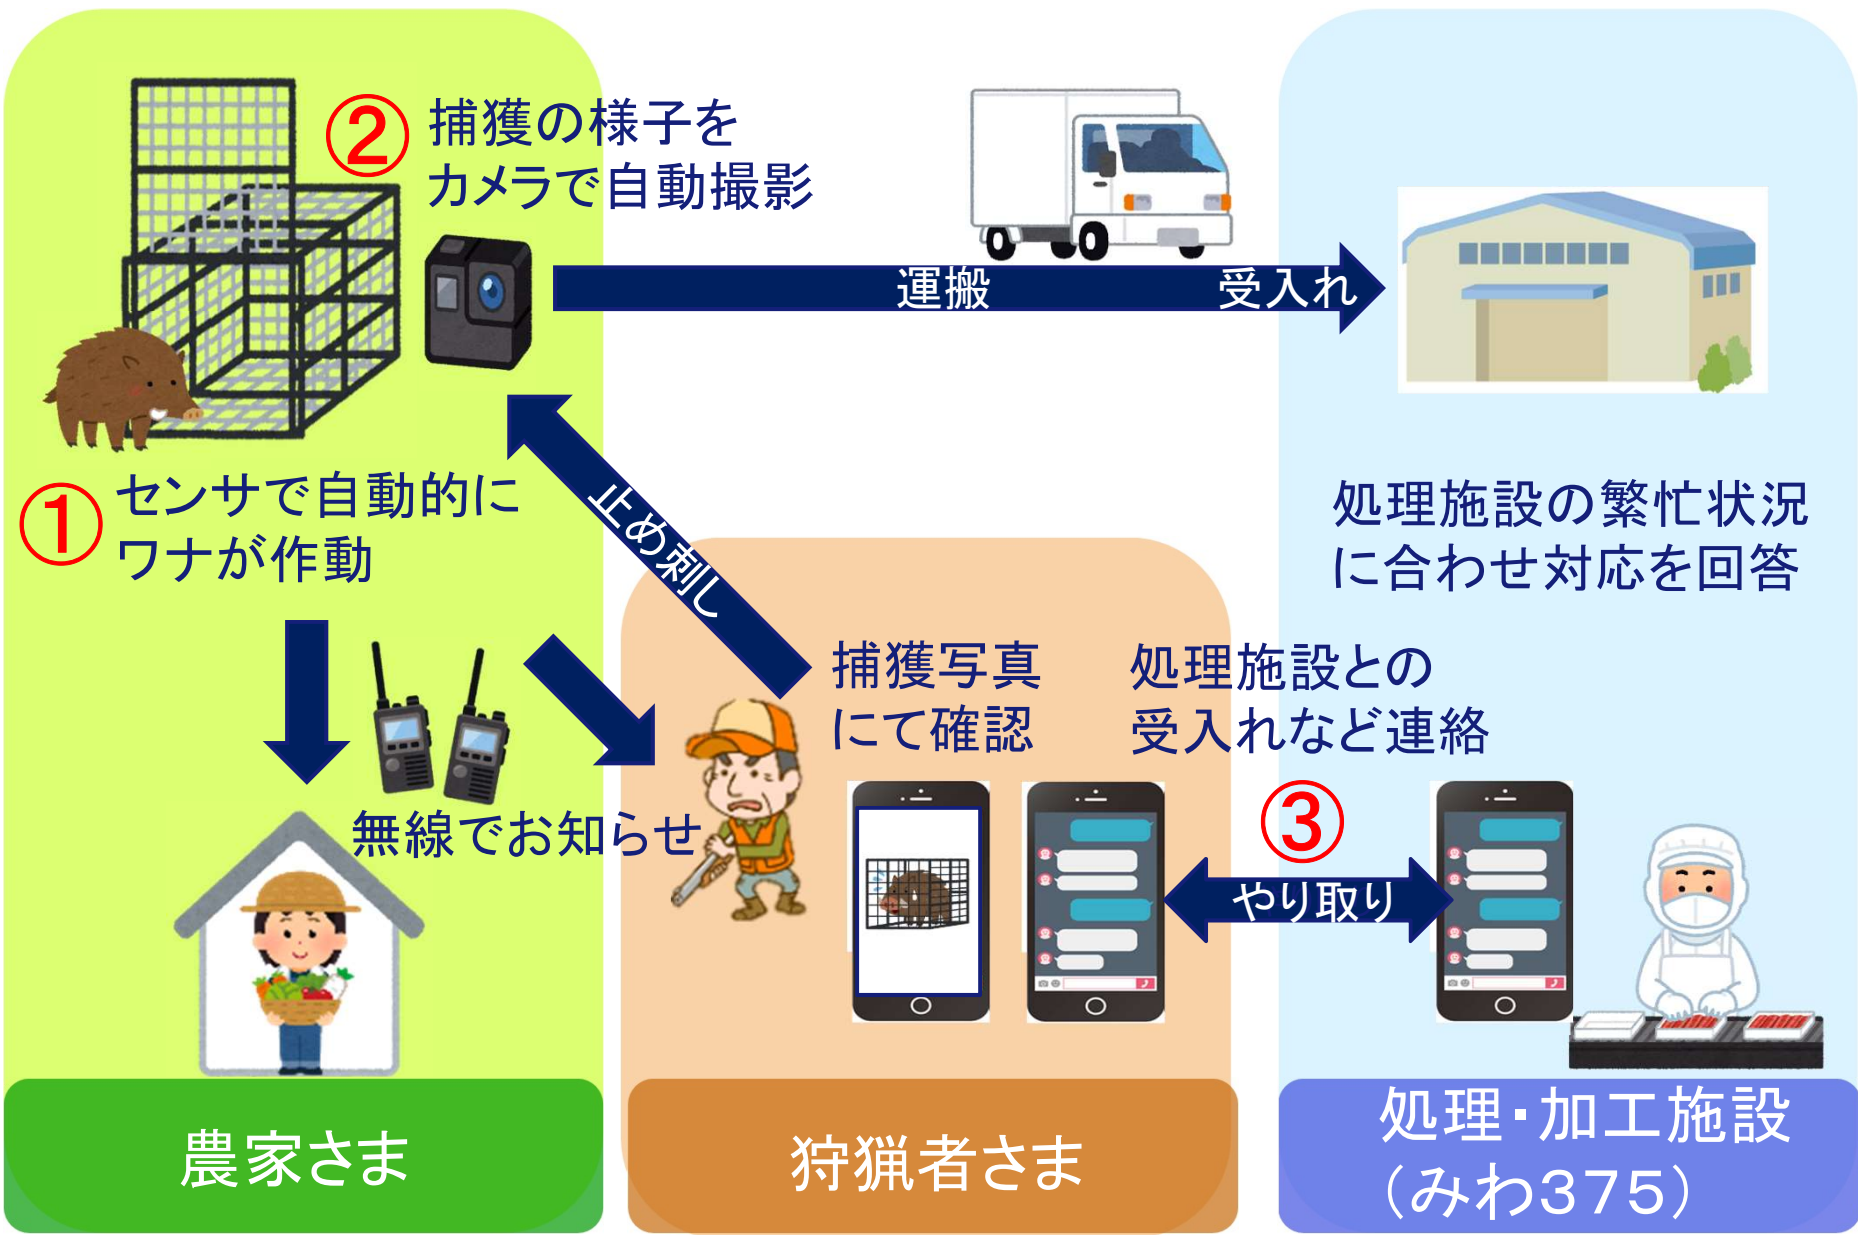 ②
捕獲の様子を
カメラで自動撮影
運搬
受入れ
①
センサで自動的に
ワナが作動
止め刺し
処理施設の繁忙状況
に合わせ対応を回答
捕獲写真
にて確認
処理施設との
受入れなど連絡
無線でお知らせ
③
やり取り
農家さま
狩猟者さま
処理・加工施設
（みわ３７５）